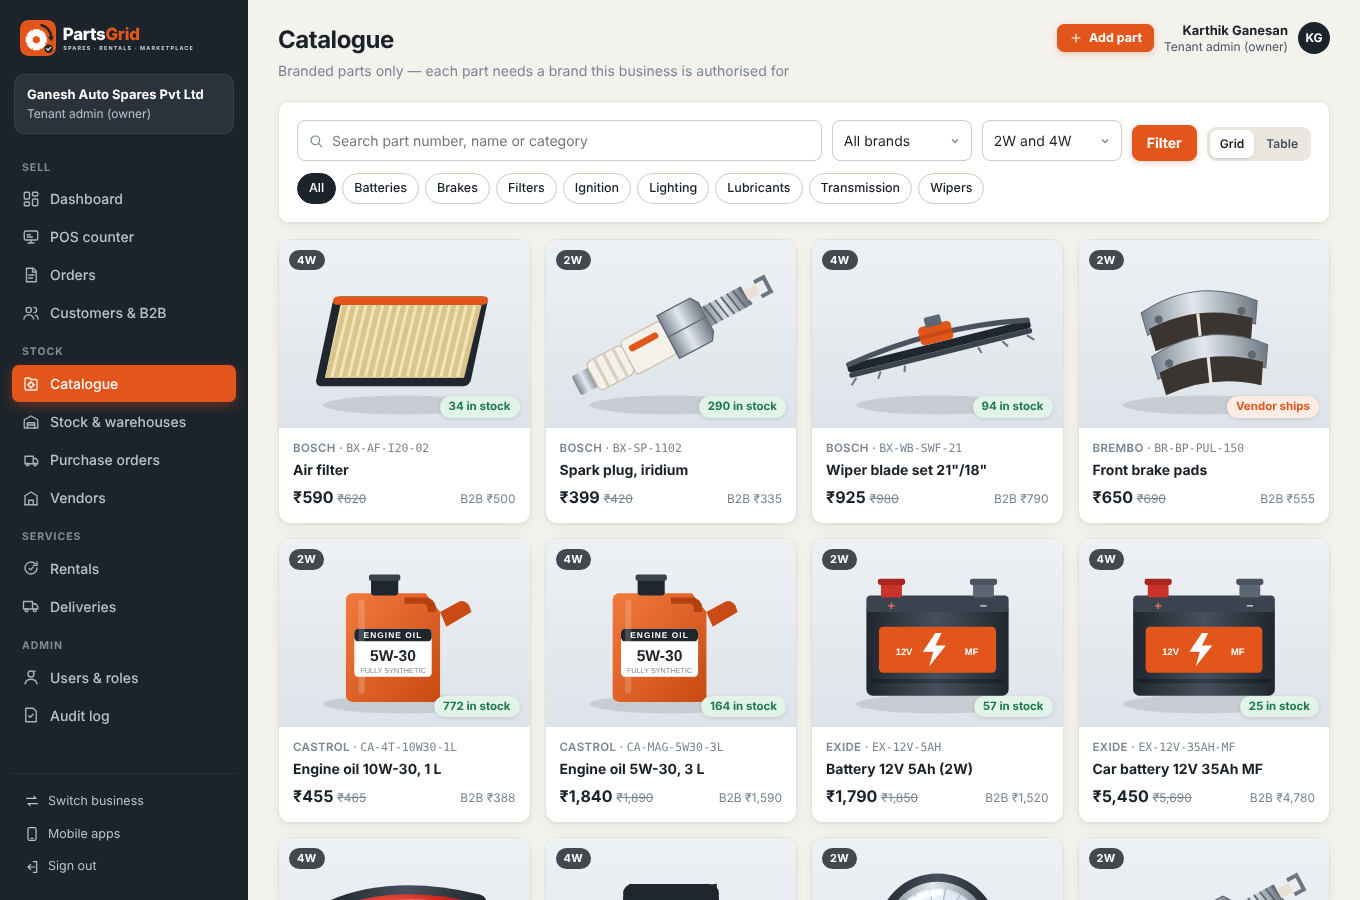 PartsGrid
SPARES · RENTALS · MARKETPLACE
Ganesh Auto Spares Pvt Ltd
Tenant admin (owner)
SELL
Dashboard
POS counter
Orders
Customers & B2B
STOCK
Catalogue
Stock & warehouses
Purchase orders
Vendors
SERVICES
Rentals
Deliveries
ADMIN
Users & roles
Audit log
Switch business
Mobile apps
Sign out
Catalogue
Branded parts only — each part needs a brand this business is authorised for
+ Add part
Karthik Ganesan
Tenant admin (owner)
KG
Search part number, name or category
All brands
2W and 4W
Filter
Grid
Table
All
Batteries
Brakes
Filters
Ignition
Lighting
Lubricants
Transmission
Wipers
4W
34 in stock
BOSCH · BX-AF-I20-02
Air filter
₹590 ₹620 B2B ₹500
2W
290 in stock
BOSCH · BX-SP-1102
Spark plug, iridium
₹399 ₹420 B2B ₹335
4W
94 in stock
BOSCH · BX-WB-SWF-21
Wiper blade set 21"/18"
₹925 ₹980 B2B ₹790
2W
Vendor ships
BREMBO · BR-BP-PUL-150
Front brake pads
₹650 ₹690 B2B ₹555
2W
ENGINE OIL
5W-30
FULLY SYNTHETIC
772 in stock
CASTROL · CA-4T-10W30-1L
Engine oil 10W-30, 1 L
₹455 ₹465 B2B ₹388
4W
ENGINE OIL
5W-30
FULLY SYNTHETIC
164 in stock
CASTROL · CA-MAG-5W30-3L
Engine oil 5W-30, 3 L
₹1,840 ₹1,890 B2B ₹1,590
2W
+ −
12V MF
57 in stock
EXIDE · EX-12V-5AH
Battery 12V 5Ah (2W)
₹1,790 ₹1,850 B2B ₹1,520
4W
+ −
12V MF
25 in stock
EXIDE · EX-12V-35AH-MF
Car battery 12V 35Ah MF
₹5,450 ₹5,690 B2B ₹4,780
4W
4W
2W
2W